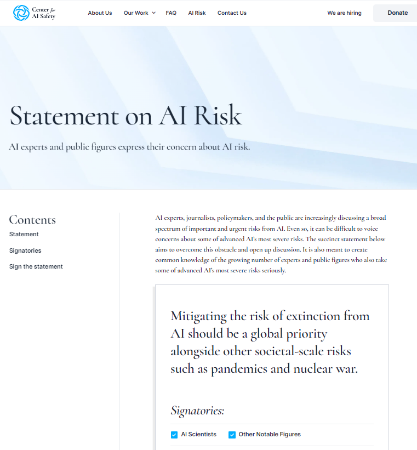 Center for
AI Safety
About Us
Our Work
FAQ
AI Risk
Contact Us
We are hiring
Donate
Statement on AI Risk
AI experts and public figures express their concern about AI risk.
Contents
Statement
Signatories
Sign the statement
AI experts, journalists, policymakers, and the public are increasingly discussing a broad
spectrum of important and urgent risks from AI. Even so, it can be difficult to voice
concerns about some of advanced AI's most severe risks. The succinct statement below
aims to overcome this obstacle and open up discussion. It is also meant to create
common knowledge of the growing number of experts and public figures who also take
some of advanced AI's most severe risks seriously.
Mitigating the risk of extinction from
AI should be a global priority
alongside other societal-scale risks
such as pandemics and nuclear war.
Signatories:
AI Scientists
Other Notable Figures